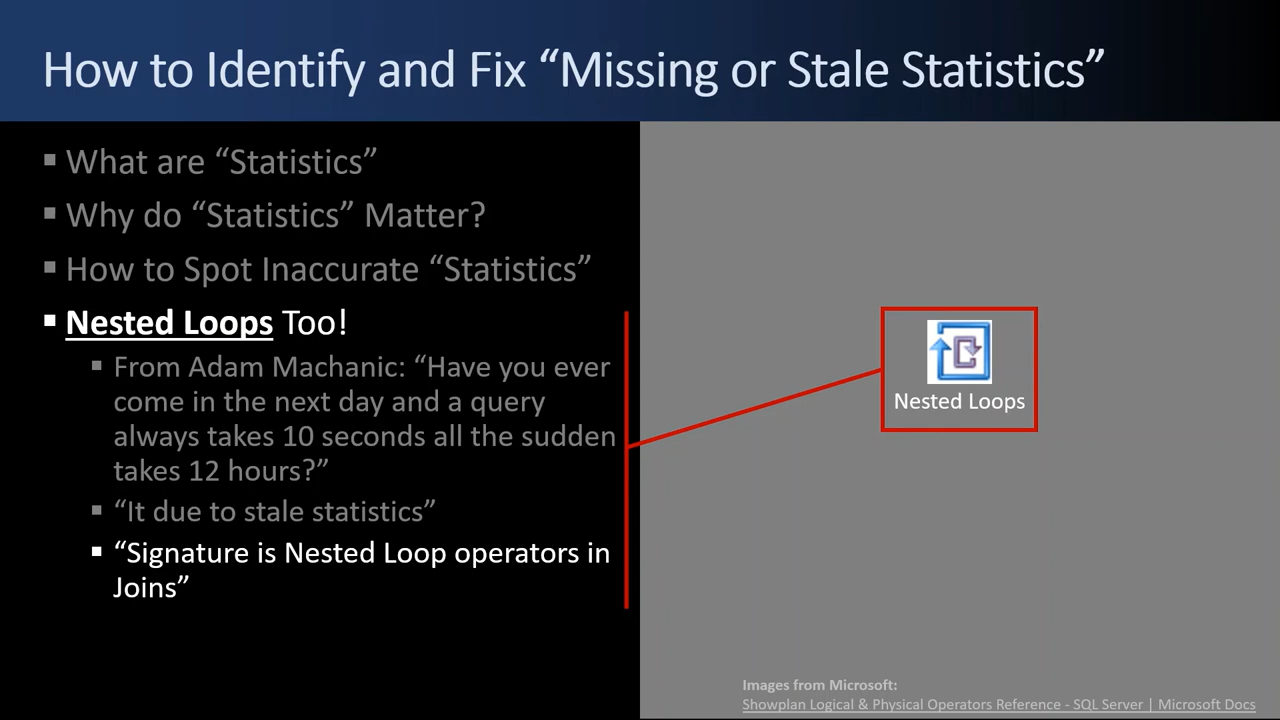 How to Identify and Fix “Missing or Stale Statistics”
▪ What are “Statistics”
▪ Why do “Statistics” Matter?
▪ How to Spot Inaccurate “Statistics”
▪ Nested Loops Too!
▪ From Adam Machanic: “Have you ever
come in the next day and a query
always takes 10 seconds all the sudden
takes 12 hours?”
▪ “It due to stale statistics”
▪ “Signature is Nested Loop operators in
Joins”
Nested Loops
Images from Microsoft:
Showplan Logical & Physical Operators Reference - SQL Server | Microsoft Docs